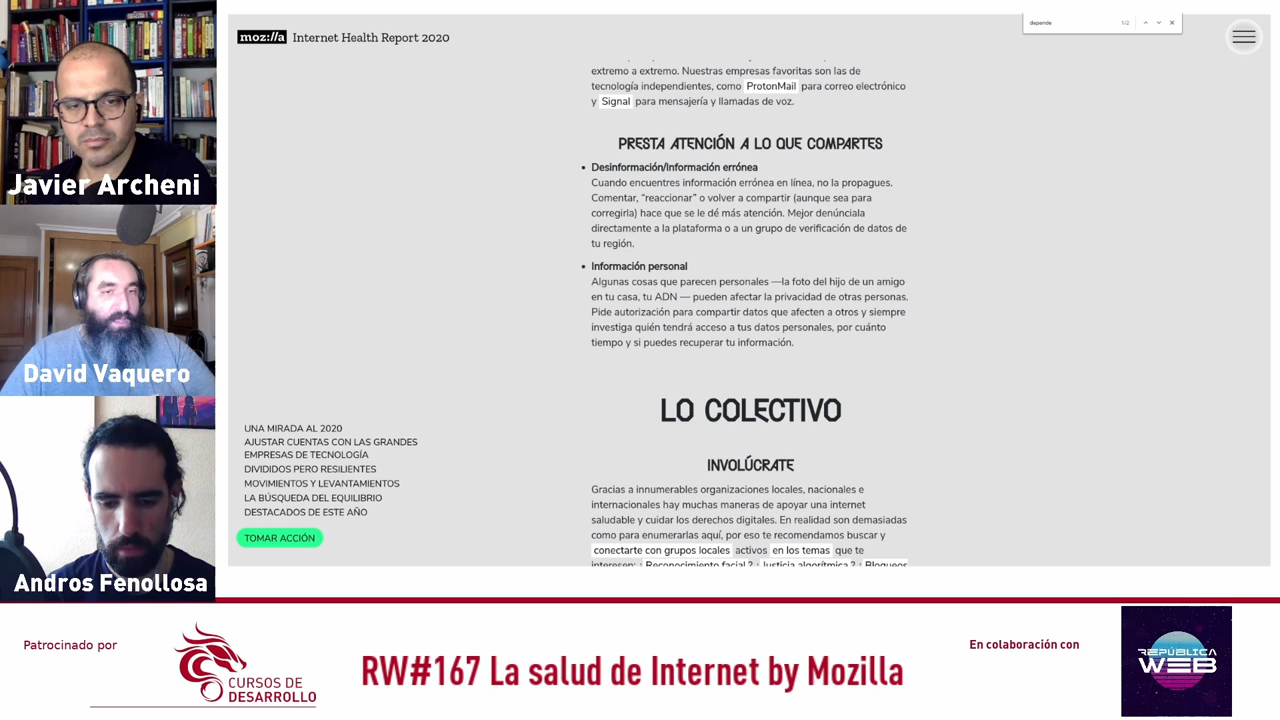 Javier Archeni
David Vaquero
Andros Fenollosa
moz://a Internet Health Report 2020
depende 1/2
extremo a extremo. Nuestras empresas favoritas son las de
tecnología independientes, como ProtonMail para correo electrónico
y Signal para mensajería y llamadas de voz.
PRESTA ATENCIÓN A LO QUE COMPARTES
• Desinformación/Información errónea
Cuando encuentres información errónea en línea, no la propagues.
Comentar, “reaccionar” o volver a compartir (aunque sea para
corregirla) hace que se le dé más atención. Mejor denúnciala
directamente a la plataforma o a un grupo de verificación de datos de
tu región.
• Información personal
Algunas cosas que parecen personales —la foto del hijo de un amigo
en tu casa, tu ADN — pueden afectar la privacidad de otras personas.
Pide autorización para compartir datos que afecten a otros y siempre
investiga quién tendrá acceso a tus datos personales, por cuánto
tiempo y si puedes recuperar tu información.
LO COLECTIVO
INVOLÚCRATE
Gracias a innumerables organizaciones locales, nacionales e
internacionales hay muchas maneras de apoyar una internet
saludable y cuidar los derechos digitales. En realidad son demasiadas
como para enumerarlas aquí, por eso te recomendamos buscar y
conectarte con grupos locales activos en los temas que te
interesen: ¿Reconocimiento facial? ¿Justicia algorítmica? ¿Bloqueos
UNA MIRADA AL 2020
AJUSTAR CUENTAS CON LAS GRANDES
EMPRESAS DE TECNOLOGÍA
DIVIDIDOS PERO RESILIENTES
MOVIMIENTOS Y LEVANTAMIENTOS
LA BÚSQUEDA DEL EQUILIBRIO
DESTACADOS DE ESTE AÑO
TOMAR ACCIÓN
Patrocinado por
CURSOS DE
DESARROLLO
RW#167 La salud de Internet by Mozilla
En colaboración con
REPÚBLICA
WEB